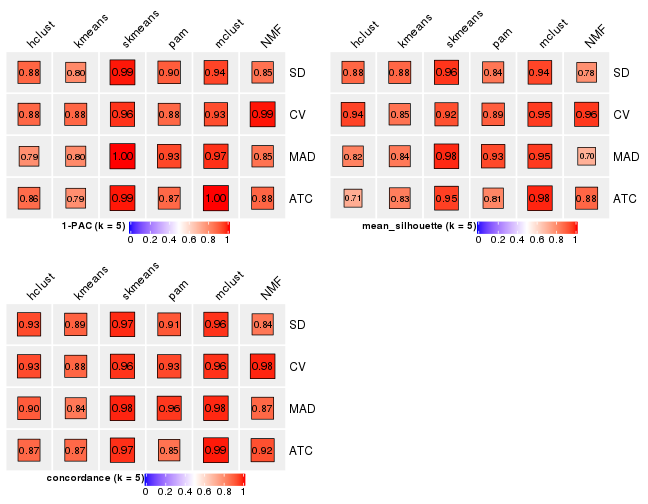 hclust kmeans skmeans pam mclust NMF
0.88 0.80 0.99 0.90 0.94 0.85 SD
0.88 0.88 0.96 0.88 0.93 0.99 CV
0.79 0.80 1.00 0.93 0.97 0.85 MAD
0.86 0.79 0.99 0.87 1.00 0.88 ATC
1-PAC (k = 5)
0 0.2 0.4 0.6 0.8 1
hclust kmeans skmeans pam mclust NMF
0.88 0.88 0.96 0.84 0.94 0.78 SD
0.94 0.85 0.92 0.89 0.95 0.96 CV
0.82 0.84 0.98 0.93 0.95 0.70 MAD
0.71 0.83 0.95 0.81 0.98 0.88 ATC
mean_silhouette (k = 5)
0 0.2 0.4 0.6 0.8 1
hclust kmeans skmeans pam mclust NMF
0.93 0.89 0.97 0.91 0.96 0.84 SD
0.93 0.88 0.96 0.93 0.96 0.98 CV
0.90 0.84 0.98 0.96 0.98 0.87 MAD
0.87 0.87 0.97 0.85 0.99 0.92 ATC
concordance (k = 5)
0 0.2 0.4 0.6 0.8 1